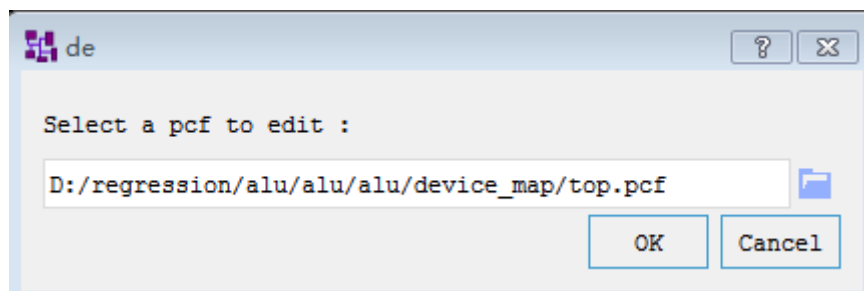 de
Select a pcf to edit :
D:/regression/alu/alu/alu/device_map/top.pcf
OK Cancel